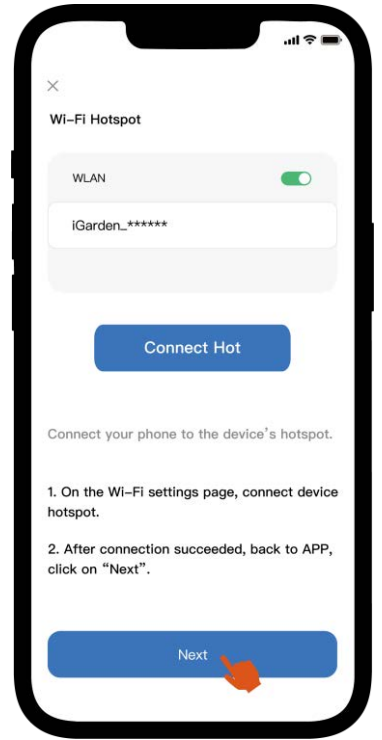 Wi-Fi Hotspot
WLAN
iGarden_******
Connect Hot
Connect your phone to the device's hotspot.
1. On the Wi-Fi settings page, connect device
hotspot.
2. After connection succeeded, back to APP,
click on “Next”.
Next